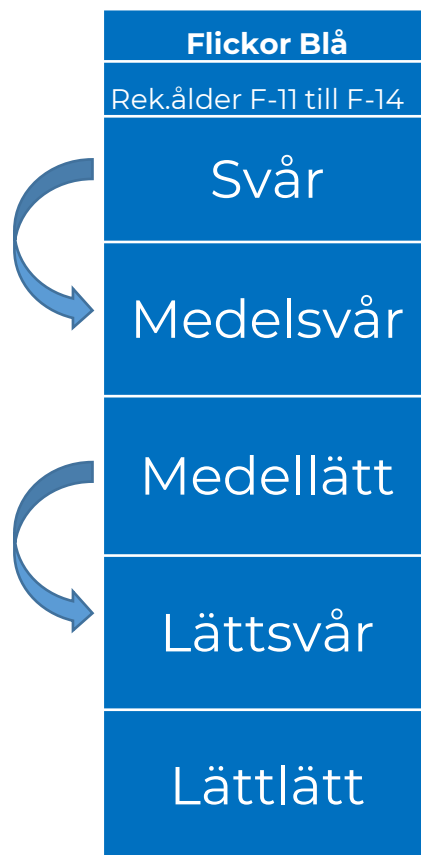 Flickor Blå
Rek.ålder F-11 till F-14
Svår
Medelsvår
Medellätt
Lättsvår
Lättlätt